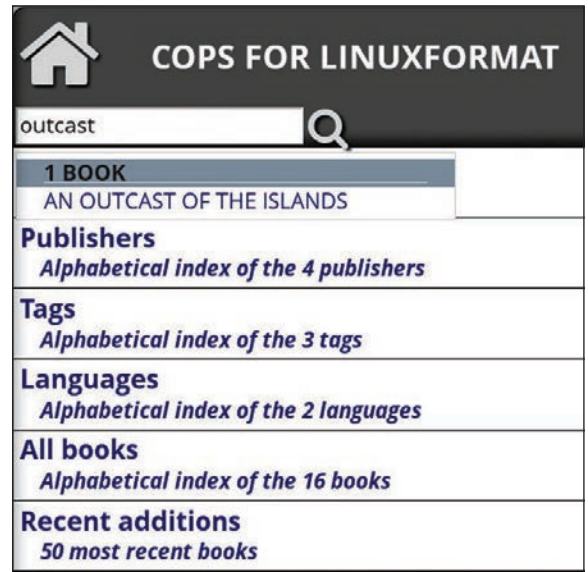 COPS FOR LINUXFORMAT
outcast
1 BOOK
AN OUTCAST OF THE ISLANDS
Publishers
Alphabetical index of the 4 publishers
Tags
Alphabetical index of the 3 tags
Languages
Alphabetical index of the 2 languages
All books
Alphabetical index of the 16 books
Recent additions
50 most recent books